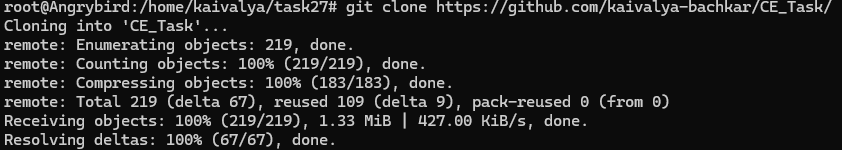 root@Angrybird:/home/kaivalya/task27# git clone https://github.com/kaivalya-bachkar/CE_Task/
Cloning into 'CE_Task'...
remote: Enumerating objects: 219, done.
remote: Counting objects: 100% (219/219), done.
remote: Compressing objects: 100% (183/183), done.
remote: Total 219 (delta 67), reused 109 (delta 9), pack-reused 0 (from 0)
Receiving objects: 100% (219/219), 1.33 MiB | 427.00 KiB/s, done.
Resolving deltas: 100% (67/67), done.